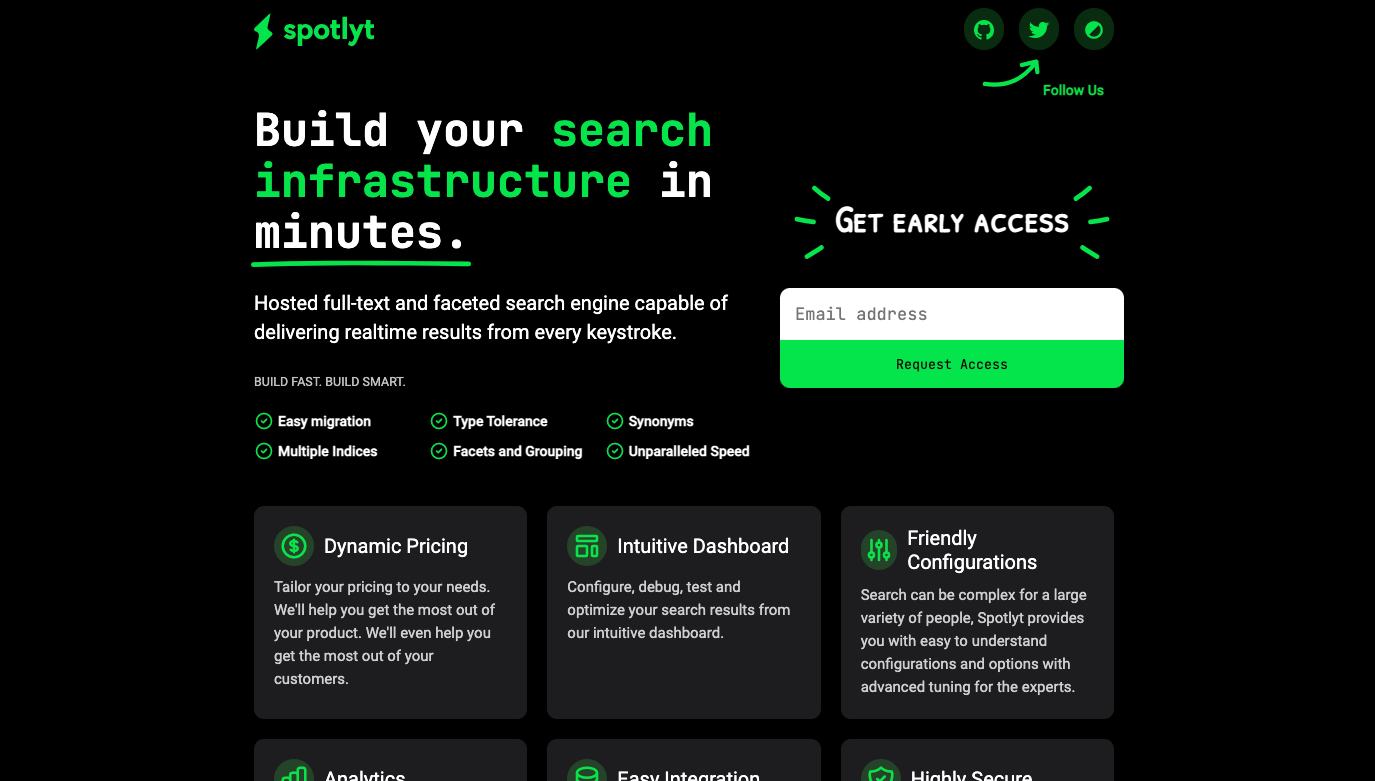 spotlyt
Follow Us
Build your search
infrastructure in
minutes.
Hosted full-text and faceted search engine capable of
delivering realtime results from every keystroke.
BUILD FAST. BUILD SMART.
Easy migration
Type Tolerance
Synonyms
Multiple Indices
Facets and Grouping
Unparalleled Speed
GET EARLY ACCESS
Email address
Request Access
Dynamic Pricing
Tailor your pricing to your needs.
We'll help you get the most out of
your product. We'll even help you
get the most out of your
customers.
Intuitive Dashboard
Configure, debug, test and
optimize your search results from
our intuitive dashboard.
Friendly
Configurations
Search can be complex for a large
variety of people, Spotlyt provides
you with easy to understand
configurations and options with
advanced tuning for the experts.
Analytics
Easy Integration
Highly Secure